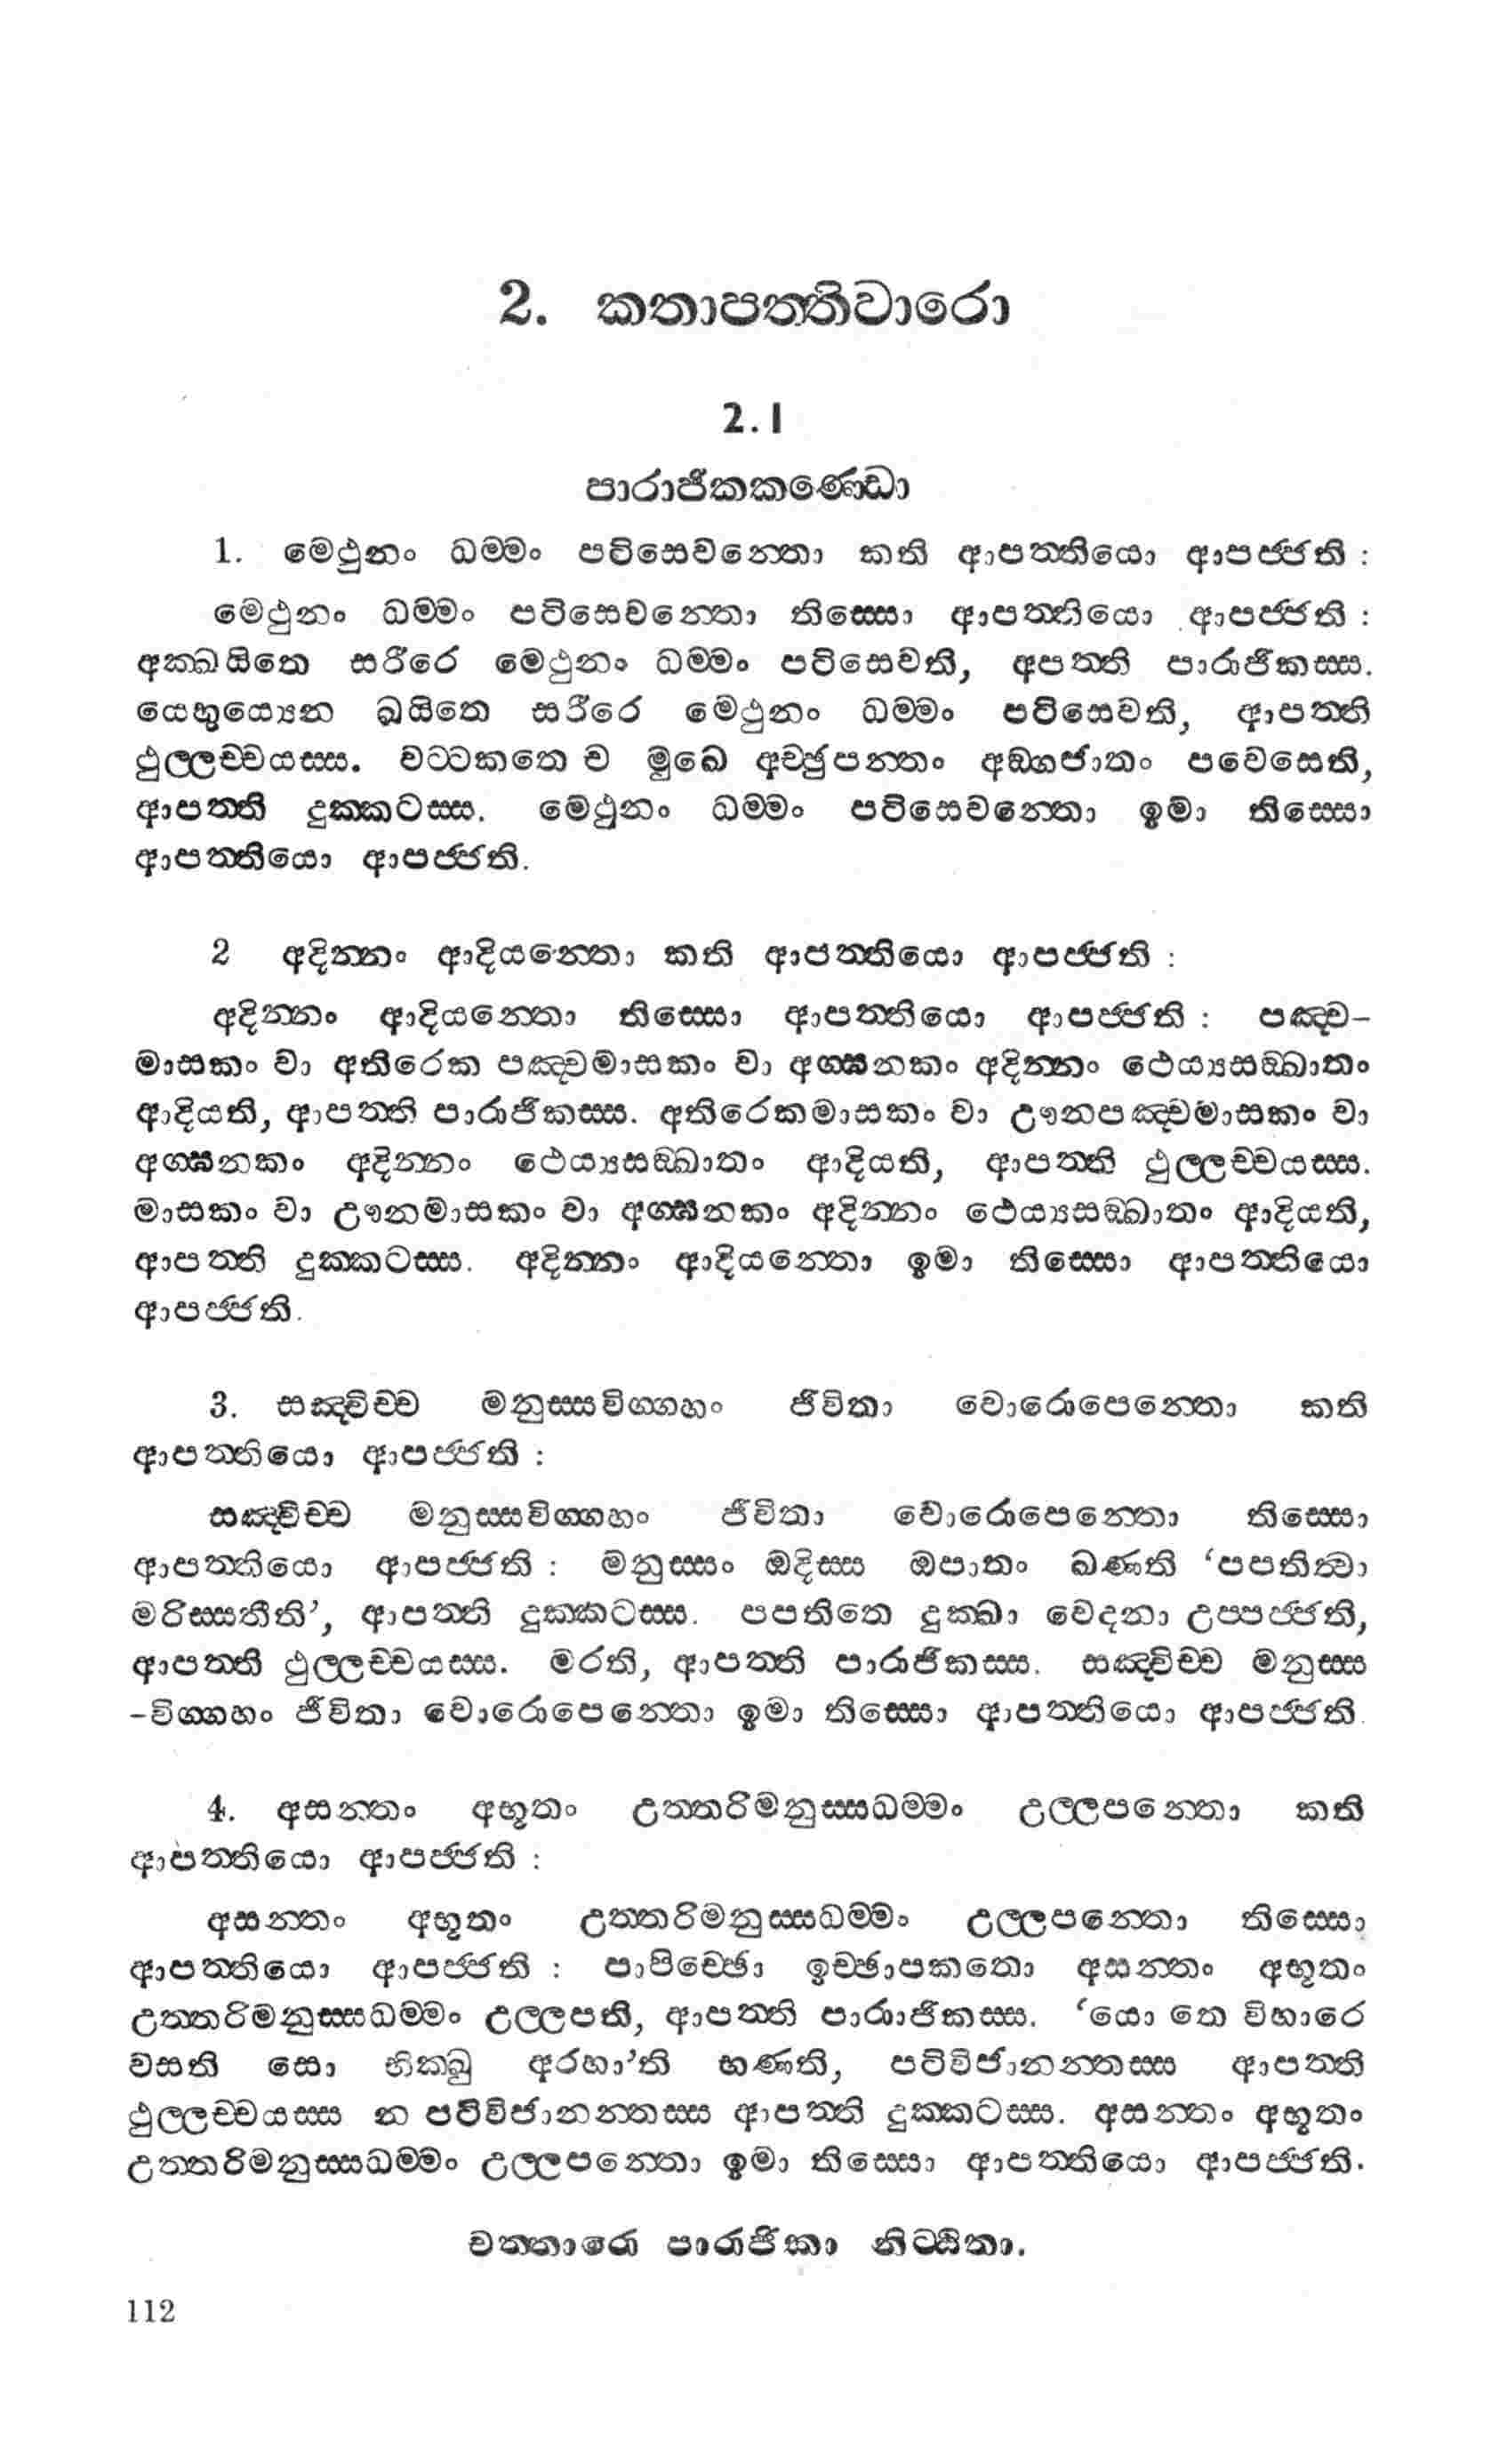 2. කතාපත්තිවාරො
2.1
පාරාජිකකණ්ඩො
1. මෙථුනං ධම්මං පටිසෙවන්තො කති ආපත්තියො ආපජ්ජති :
මෙථුනං ධම්මං පටිසෙවන්තො තිස්සො ආපත්තියො ආපජ්ජති :
අක්ඛයිතෙ සරීරෙ මෙථුනං ධම්මං පටිසෙවති, අපත්ති පාරාජිකස්ස.
යෙභුය්‍යෙන ඛයිතෙ සරීරෙ මෙථුනං ධම්මං පටිසෙවති, ආපත්ති
ථුල්ලච්චයස්ස. වට්ටකතෙ ච මුඛෙ අච්ඡුපන්තං අඞ්ගජාතං පවෙසෙති,
ආපත්ති දුක්කටස්ස. මෙථුනං ධම්මං පටිසෙවන්තො ඉමා තිස්සො
ආපත්තියො ආපජ්ජති.
2 අදින්නං ආදියන්තො කති ආපත්තියො ආපජ්ජති :
අදින්නං ආදියන්තො තිස්සො ආපත්තියො ආපජ්ජති : පඤ්ච-
මාසකං වා අතිරෙක පඤ්චමාසකං වා අග්ඝනකං අදින්නං ථෙය්‍යසඞ්ඛාතං
ආදියති, ආපත්ති පාරාජිකස්ස. අතිරෙකමාසකං වා ඌනපඤ්චමාසකං වා
අග්ඝනකං අදින්නං ථෙය්‍යසඞ්ඛාතං ආදියති, ආපත්ති ථුල්ලච්චයස්ස.
මාසකං වා ඌනමාසකං වා අග්ඝනකං අදින්නං ථෙය්‍යසඞ්ඛාතං ආදියති,
ආපත්ති දුක්කටස්ස. අදින්නං ආදියන්තො ඉමා තිස්සො ආපත්තියො
ආපජ්ජති.
3. සඤ්චිච්ච මනුස්සවිග්ගහං ජීවිතා වොරොපෙන්තො කති
ආපත්තියො ආපජ්ජති :
සඤ්චිච්ච මනුස්සවිග්ගහං ජීවිතා වොරොපෙන්තො තිස්සො
ආපත්තියො ආපජ්ජති : මනුස්සං ඔදිස්ස ඔපාතං ඛණති ‘පපතිත්‍වා
මරිස්සතීති’, ආපත්ති දුක්කටස්ස. පපතිතෙ දුක්ඛා වෙදනා උප්පජ්ජති,
ආපත්ති ථුල්ලච්චයස්ස. මරති, ආපත්ති පාරාජිකස්ස. සඤ්චිච්ච මනුස්ස
-විග්ගහං ජීවිතා වොරොපෙන්තො ඉමා තිස්සො ආපත්තියො ආපජ්ජති.
4. අසන්තං අභූතං උත්තරිමනුස්සධම්මං උල්ලපන්තො කති
ආපත්තියො ආපජ්ජති :
අසන්තං අභූතං උත්තරිමනුස්සධම්මං උල්ලපන්තො තිස්සො
ආපත්තියො ආපජ්ජති : පාපිච්ඡො ඉච්ඡාපකතො අසන්තං අභූතං
උත්තරිමනුස්සධම්මං උල්ලපති, ආපත්ති පාරාජිකස්ස. ‘යො තෙ විහාරෙ
වසති සො භික්ඛු අරහා’ති භණති, පටිවිජානන්තස්ස ආපත්ති
ථුල්ලච්චයස්ස න පටිවිජානන්තස්ස ආපත්ති දුක්කටස්ස. අසන්තං අභූතං
උත්තරිමනුස්සධම්මං උල්ලපන්තො ඉමා තිස්සො ආපත්තියො ආපජ්ජති.
චත්තාරො පාරාජිකා නිට්ඨිතා.
112